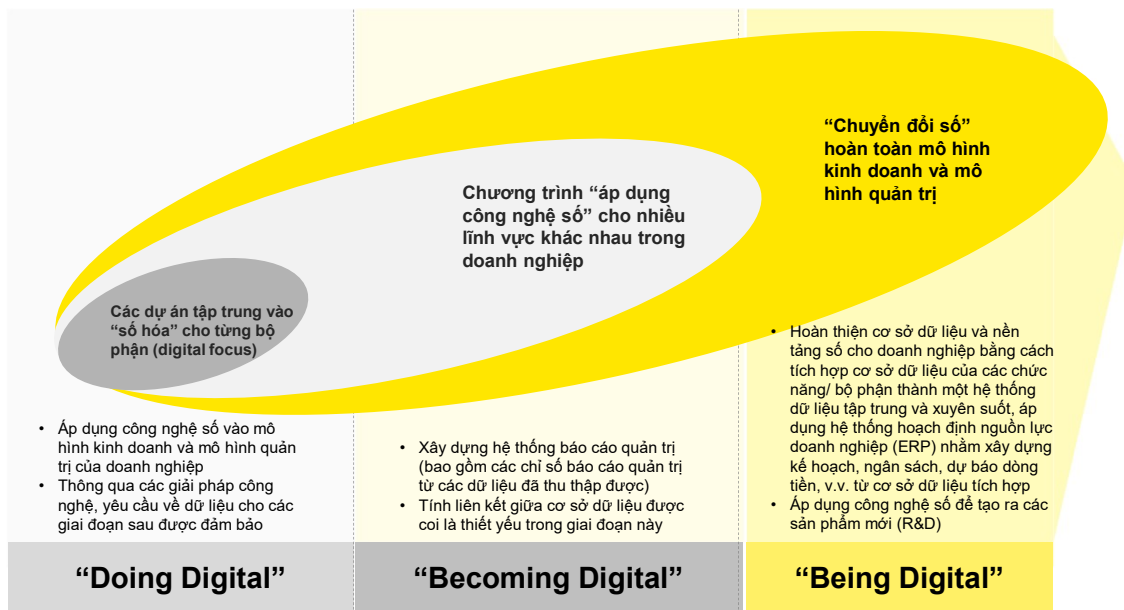 “Chuyển đổi số”
hoàn toàn mô hình
kinh doanh và mô
hình quản trị
Chương trình “áp dụng
công nghệ số” cho nhiều
lĩnh vực khác nhau trong
doanh nghiệp
Các dự án tập trung vào
“số hóa” cho từng bộ
phận (digital focus)
• Áp dụng công nghệ số vào mô
hình kinh doanh và mô hình quản
trị của doanh nghiệp
• Thông qua các giải pháp công
nghệ, yêu cầu về dữ liệu cho các
giai đoạn sau được đảm bảo
• Xây dựng hệ thống báo cáo quản trị
(bao gồm các chỉ số báo cáo quản trị
từ các dữ liệu đã thu thập được)
• Tính liên kết giữa cơ sở dữ liệu được
coi là thiết yếu trong giai đoạn này
• Hoàn thiện cơ sở dữ liệu và nền
tảng số cho doanh nghiệp bằng cách
tích hợp cơ sở dữ liệu của các chức
năng/ bộ phận thành một hệ thống
dữ liệu tập trung và xuyên suốt, áp
dụng hệ thống hoạch định nguồn lực
doanh nghiệp (ERP) nhằm xây dựng
kế hoạch, ngân sách, dự báo dòng
tiền, v.v. từ cơ sở dữ liệu tích hợp
• Áp dụng công nghệ số để tạo ra các
sản phẩm mới (R&D)
“Doing Digital”
“Becoming Digital”
“Being Digital”